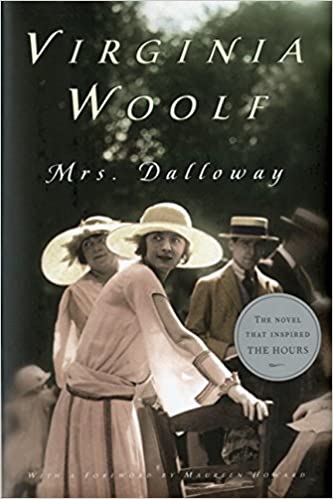 VIRGINIA
WOOLF
Mrs. Dalloway
THE NOVEL
THAT INSPIRED
THE HOURS
WITH A FOREWORD BY MAUREEN HOWARD